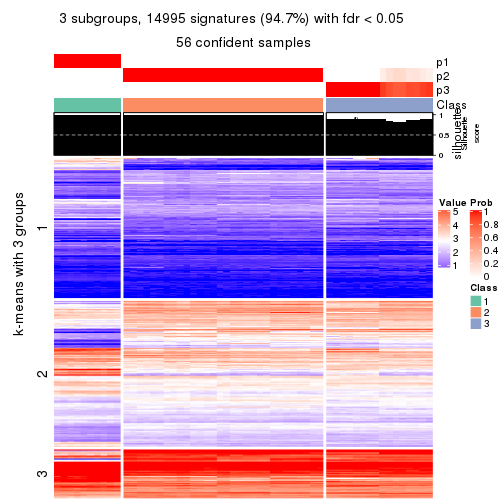 3 subgroups, 14995 signatures (94.7%) with fdr < 0.05
56 confident samples
p1
p2
p3
Class
1
0.5
0
silhouette
Silhouette
score
k-means with 3 groups
1
2
3
Value
5
4
3
2
1
Prob
1
0.8
0.6
0.4
0.2
0
Class
1
2
3